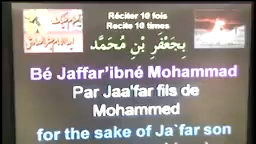 Réciter 10 fois
Recite 10 times
بِجَعْفَرِ بْنِ مُحَمَّدٍ
Bé Jaffar'ibné Mohammad
Par Jaa'far fils de
Mohammed
for the sake of Ja`far son